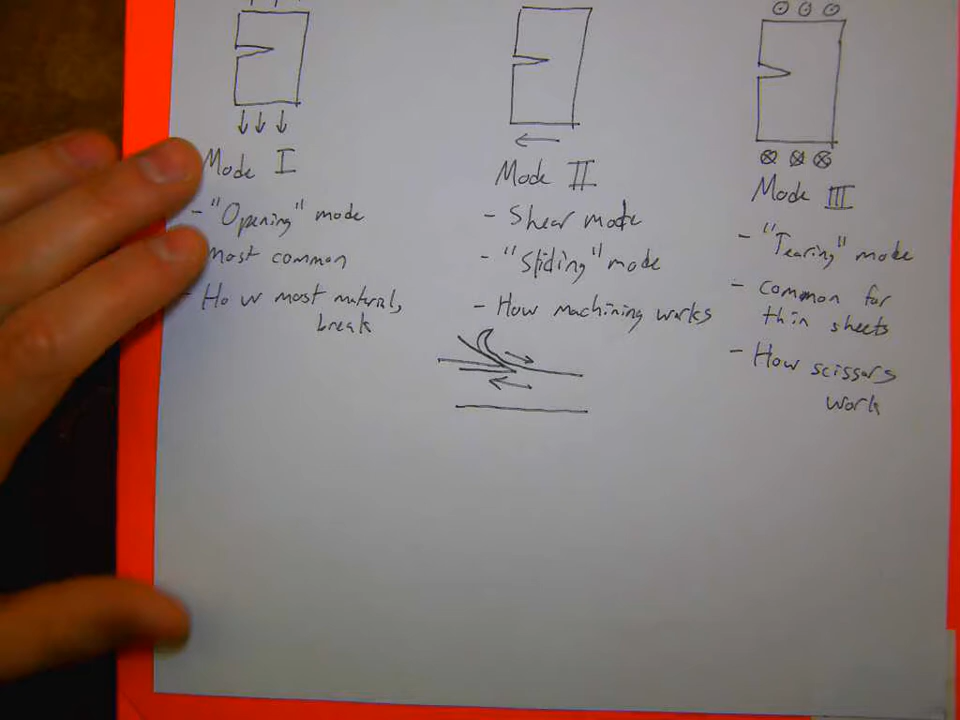 Mode I
- "Opening" mode
most common
- How most materials
break
Mode II
- Shear mode
- "Sliding" mode
- How machining works
Mode III
- "Tearing" mode
- common for
thin sheets
- How scissors
work